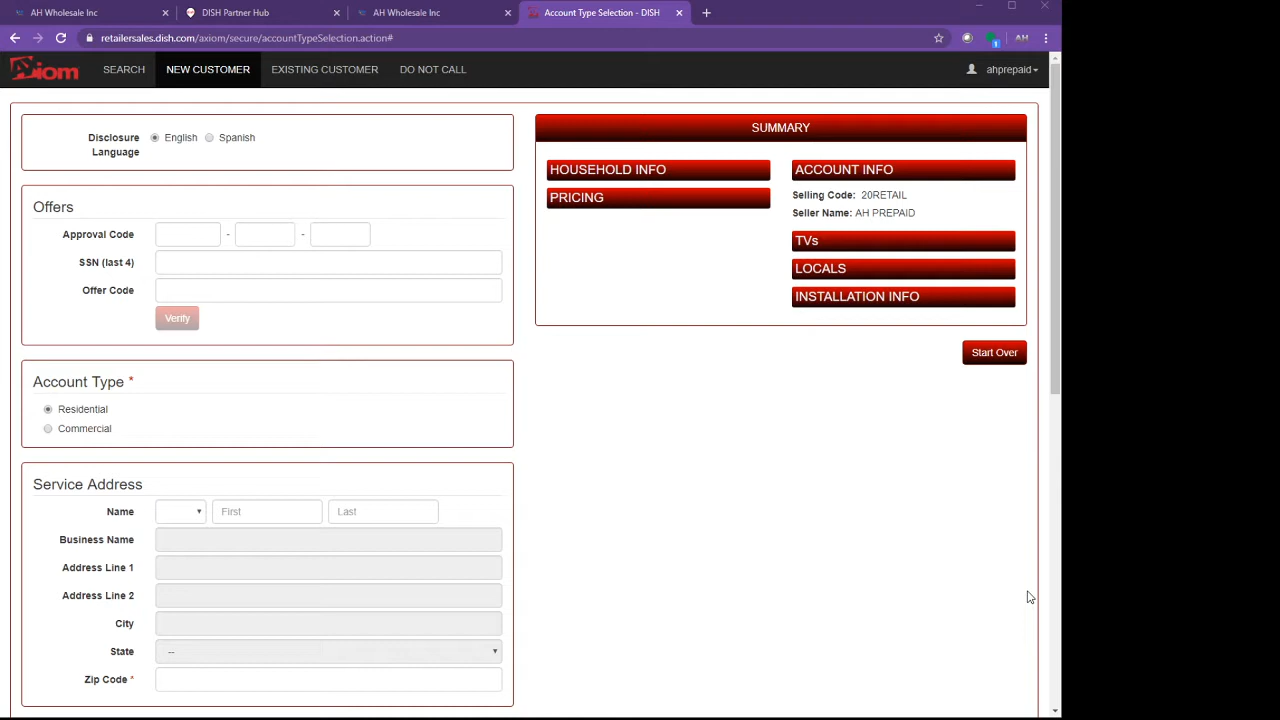 AH Wholesale Inc
DISH Partner Hub
AH Wholesale Inc
Account Type Selection - DISH
retailersales.dish.com/axiom/secure/accountTypeSelection.action#
AH
1
Axiom
SEARCH
NEW CUSTOMER
EXISTING CUSTOMER
DO NOT CALL
ahprepaid
Disclosure Language
English
Spanish
Offers
Approval Code
-
-
SSN (last 4)
Offer Code
Verify
Account Type *
Residential
Commercial
Service Address
Name
First
Last
Business Name
Address Line 1
Address Line 2
City
State
--
Zip Code *
SUMMARY
HOUSEHOLD INFO
PRICING
ACCOUNT INFO
Selling Code: 20RETAIL
Seller Name: AH PREPAID
TVs
LOCALS
INSTALLATION INFO
Start Over